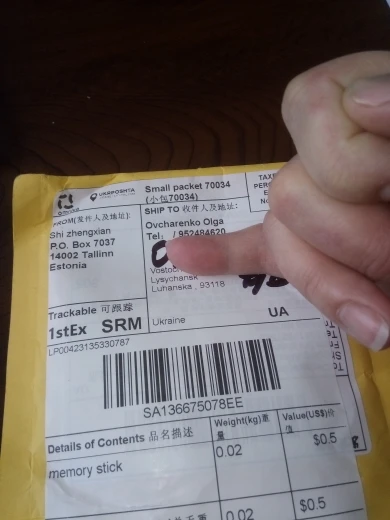 UKRPOSHTA
Small packet 70034
(小包70034)
FROM(发件人及地址):
Shi zhengxian
P.O. Box 7037
14002 Tallinn
Estonia
SHIP TO 收件人及地址:
Ovcharenko Olga
Tel: / 952484620
Lysychansk
Luhanska , 93118
Trackable 可跟踪
1stEx SRM
Ukraine
UA
LP00423135330787
SA136675078EE
Details of Contents 品名描述
Weight(kg)重
量
Value(US$)价
值
memory stick
0.02
$0.5
0.02
$0.5